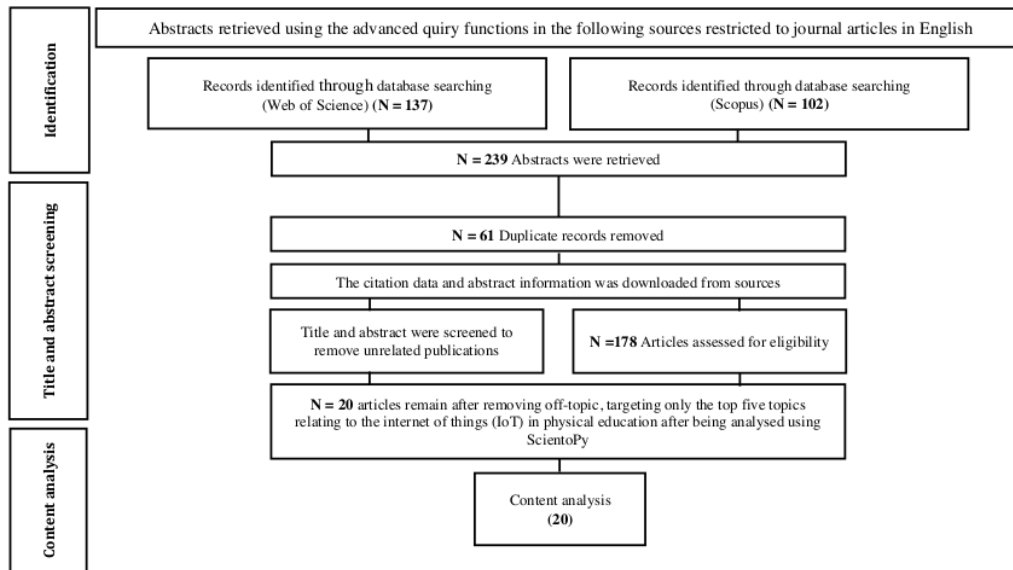 Identification
Abstracts retrieved using the advanced quiry functions in the following sources restricted to journal articles in English
Records identified through database searching
(Web of Science) (N = 137)
Records identified through database searching
(Scopus) (N = 102)
N = 239 Abstracts were retrieved
Title and abstract screening
N = 61 Duplicate records removed
The citation data and abstract information was downloaded from sources
Title and abstract were screened to
remove unrelated publications
N =178 Articles assessed for eligibility
N = 20 articles remain after removing off-topic, targeting only the top five topics
relating to the internet of things (IoT) in physical education after being analysed using
ScientoPy
Content analysis
Content analysis
(20)